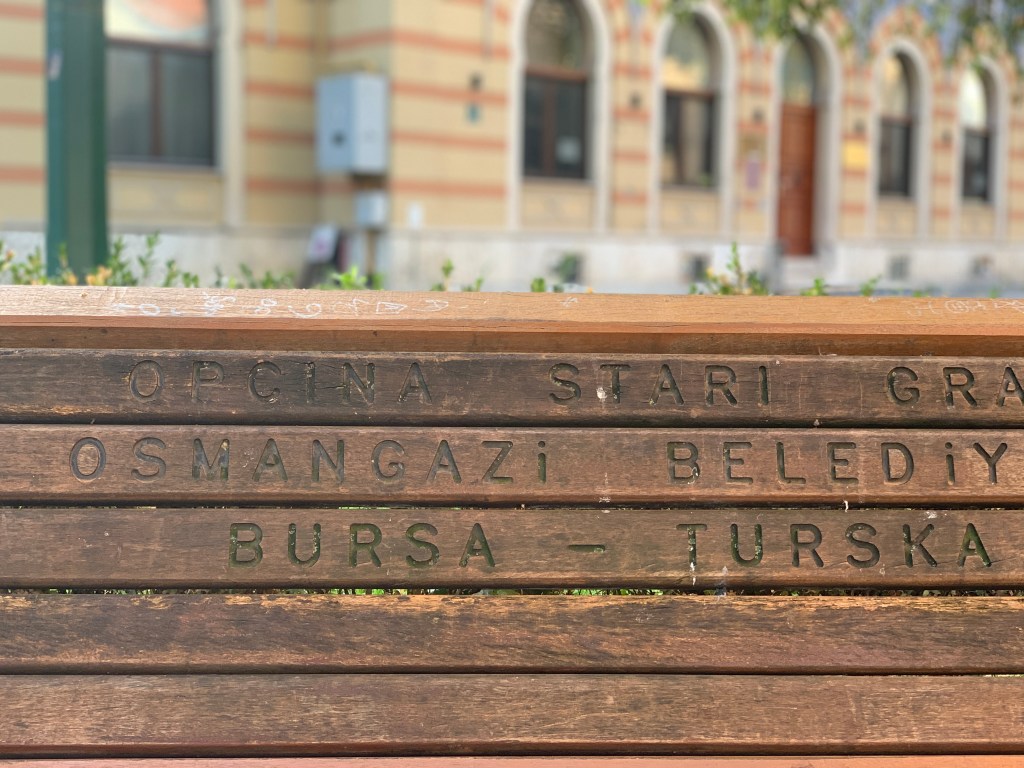 OPCINA STARI GRA
OSMANGAZi BELEDiY
BURSA – TURSKA